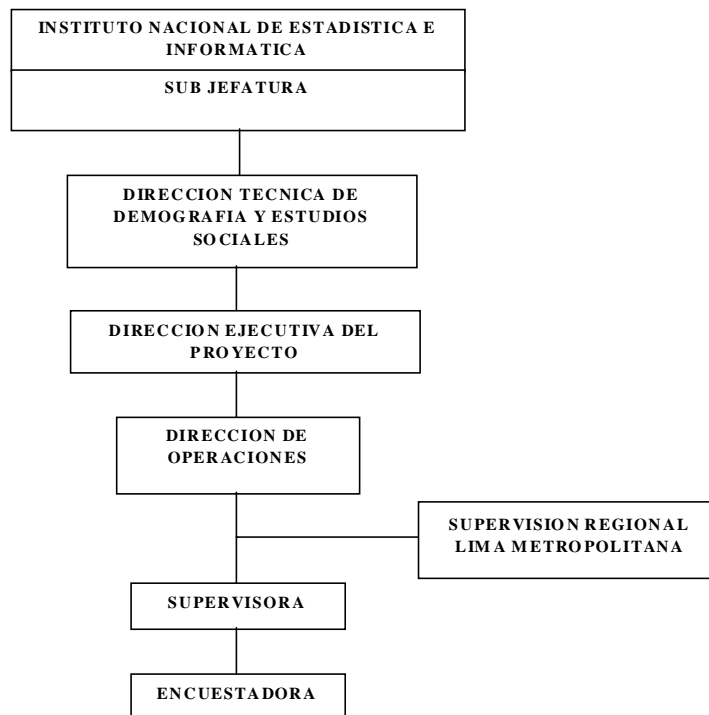 INSTITUTO NACIONAL DE ESTADISTICA E
INFORMATICA
SUB JEFATURA
DIRECCION TECNICA DE
DEMOGRAFIA Y ESTUDIOS
SOCIALES
DIRECCION EJECUTIVA DEL
PROYECTO
DIRECCION DE
OPERACIONES
SUPERVISION REGIONAL
LIMA METROPOLITANA
SUPERVISORA
ENCUESTADORA